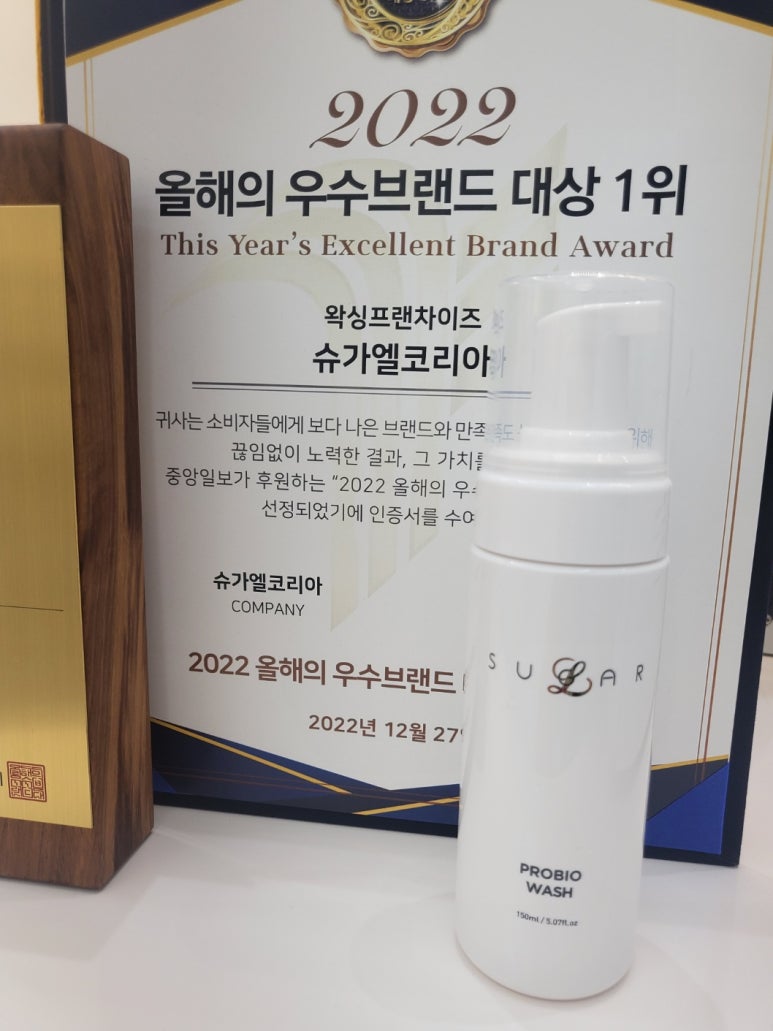 2022
올해의 우수브랜드 대상 1위
This Year's Excellent Brand Award
왁싱프랜차이즈
슈가엘코리아
귀사는 소비자들에게 보다 나은 브랜드와 만족
끊임없이 노력한 결과, 그 가치를
중앙일보가 후원하는 "2022 올해의 우수
선정되었기에 인증서를 수여
슈가엘코리아
COMPANY
2022 올해의 우수브랜드
2022년 12월 27일
SUGAR
PROBIO
WASH
150ml / 5.07fl.oz